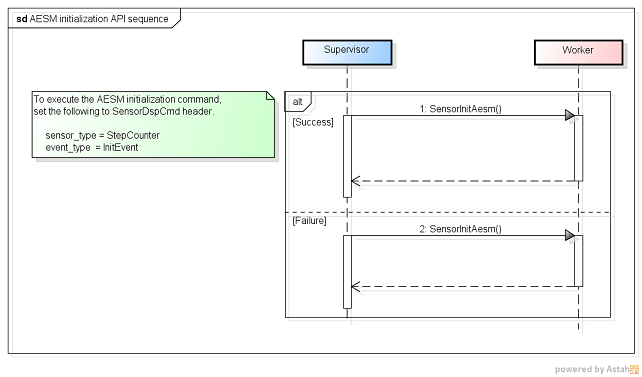 sd AESM initialization API sequence
Supervisor
Worker
To execute the AESM initialization command,
set the following to SensorDspCmd header.
sensor_type = StepCounter
event_type = InitEvent
alt
[Success]
1: SensorInitAesm()
[Failure]
2: SensorInitAesm()
powered by Astah